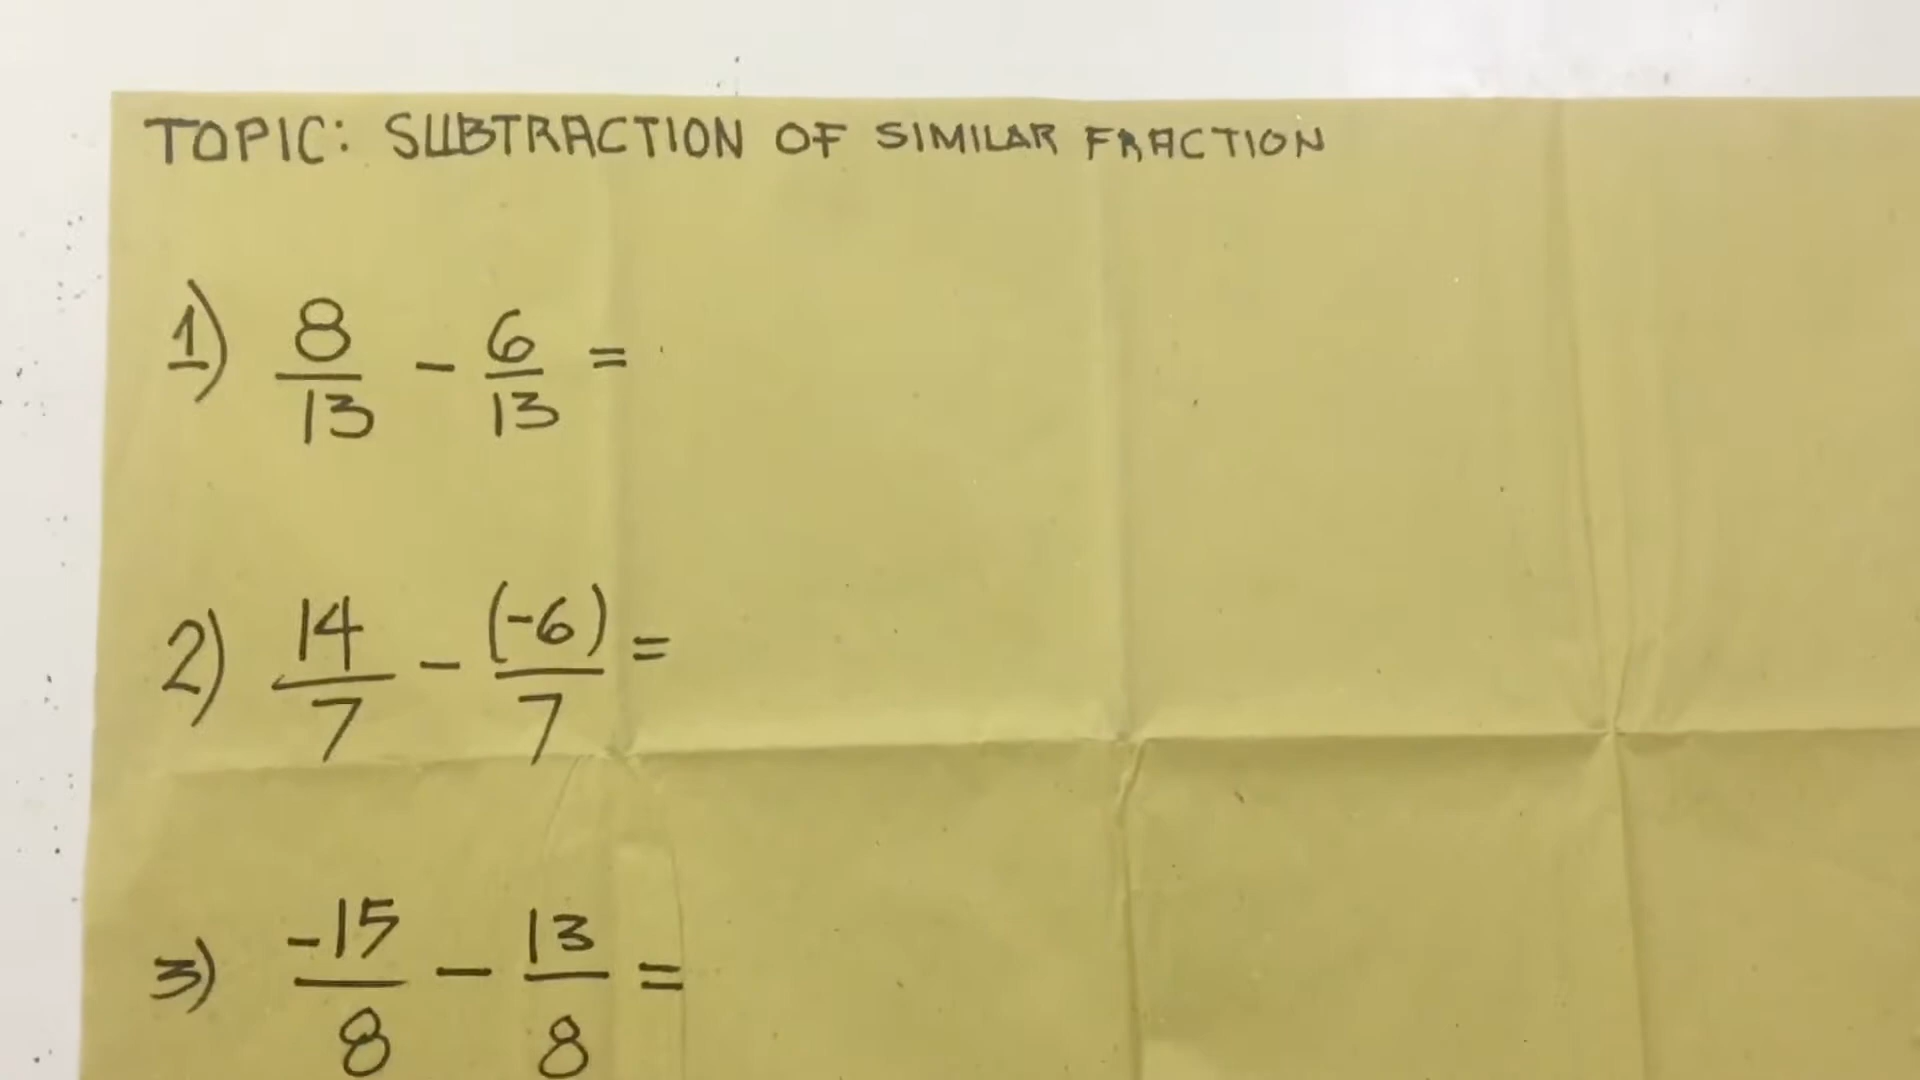 TOPIC: SUBTRACTION OF SIMILAR FRACTION
1) 8/13 - 6/13 =
2) 14/7 - (-6)/7 =
3) -15/8 - 13/8 =